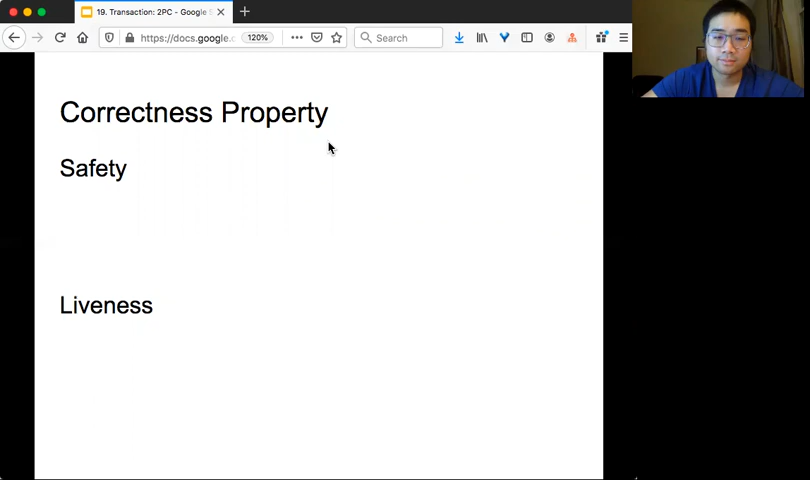 19. Transaction: 2PC - Google S
https://docs.google.c
120%
Search
Correctness Property
Safety
Liveness